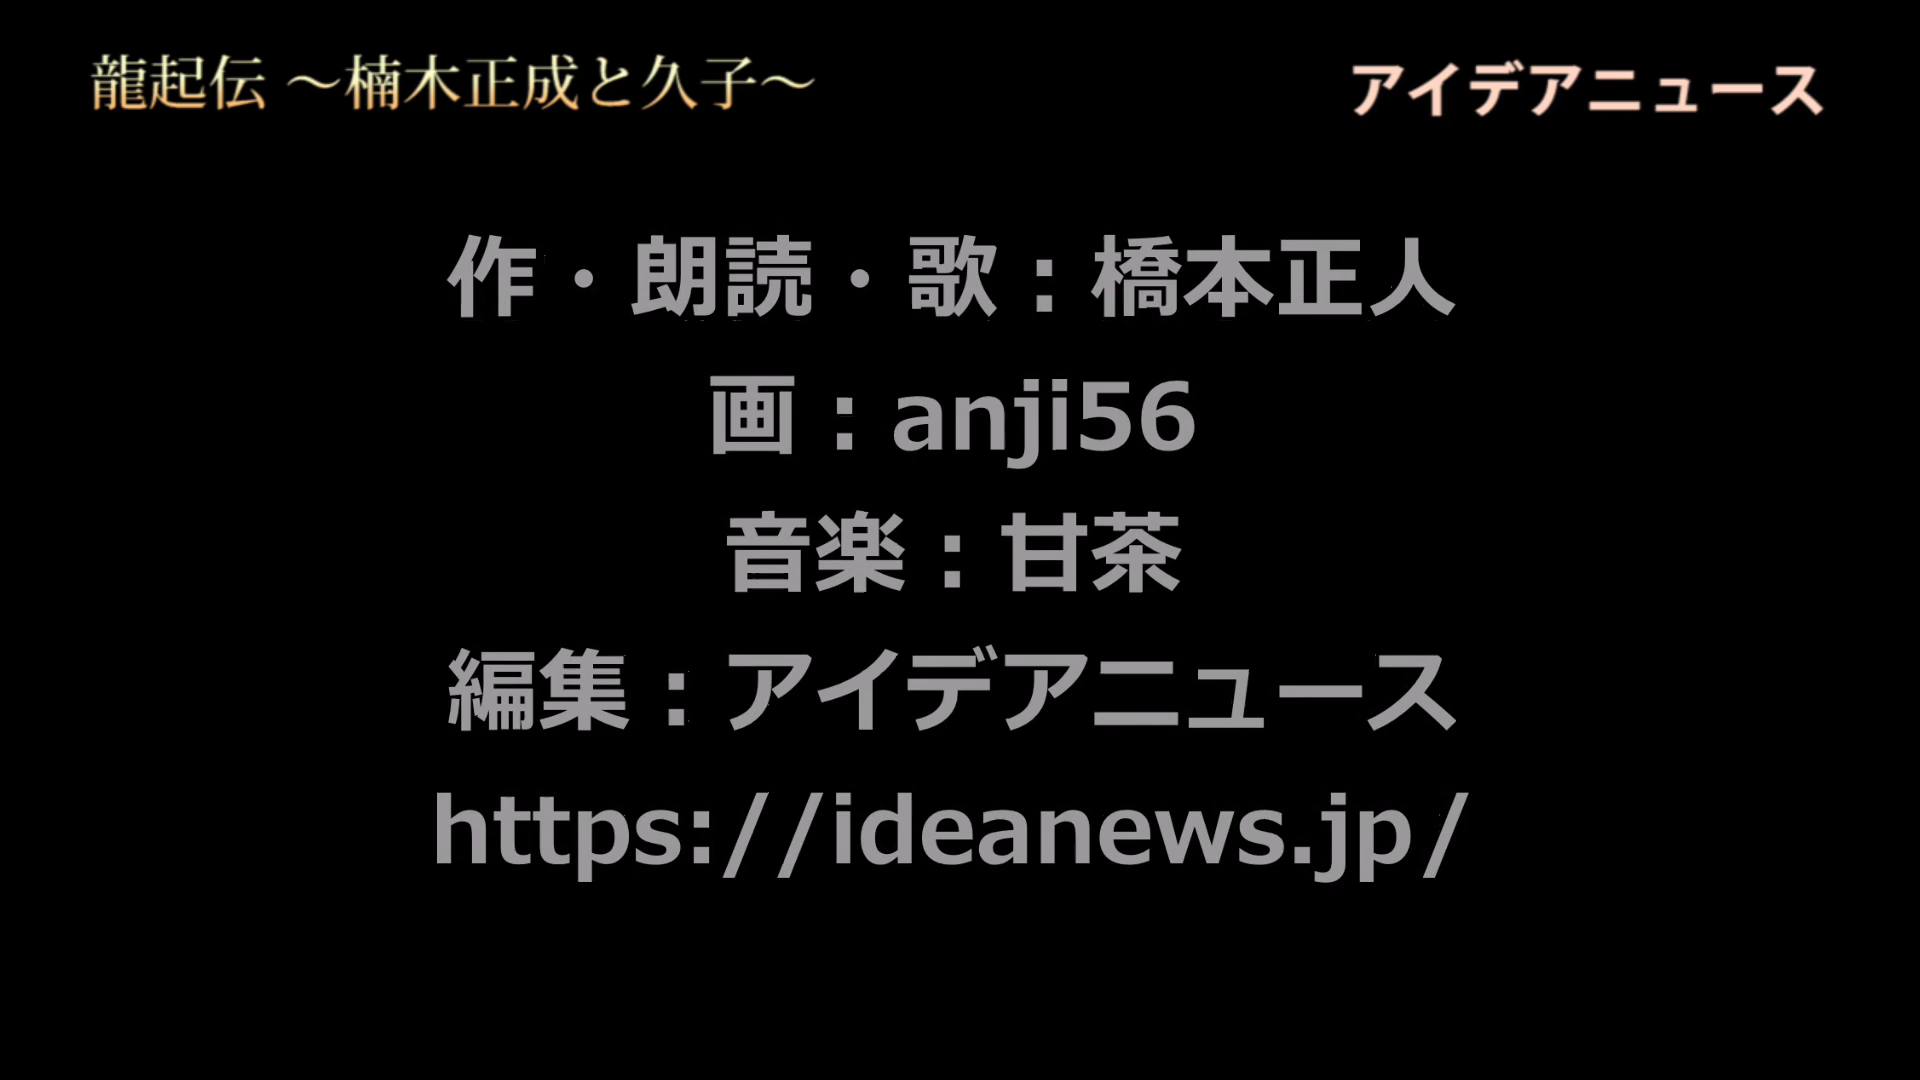 龍起伝 ～楠木正成と久子～
アイデアニュース
作・朗読・歌：橋本正人
画：anji56
音楽：甘茶
編集：アイデアニュース
https://ideanews.jp/